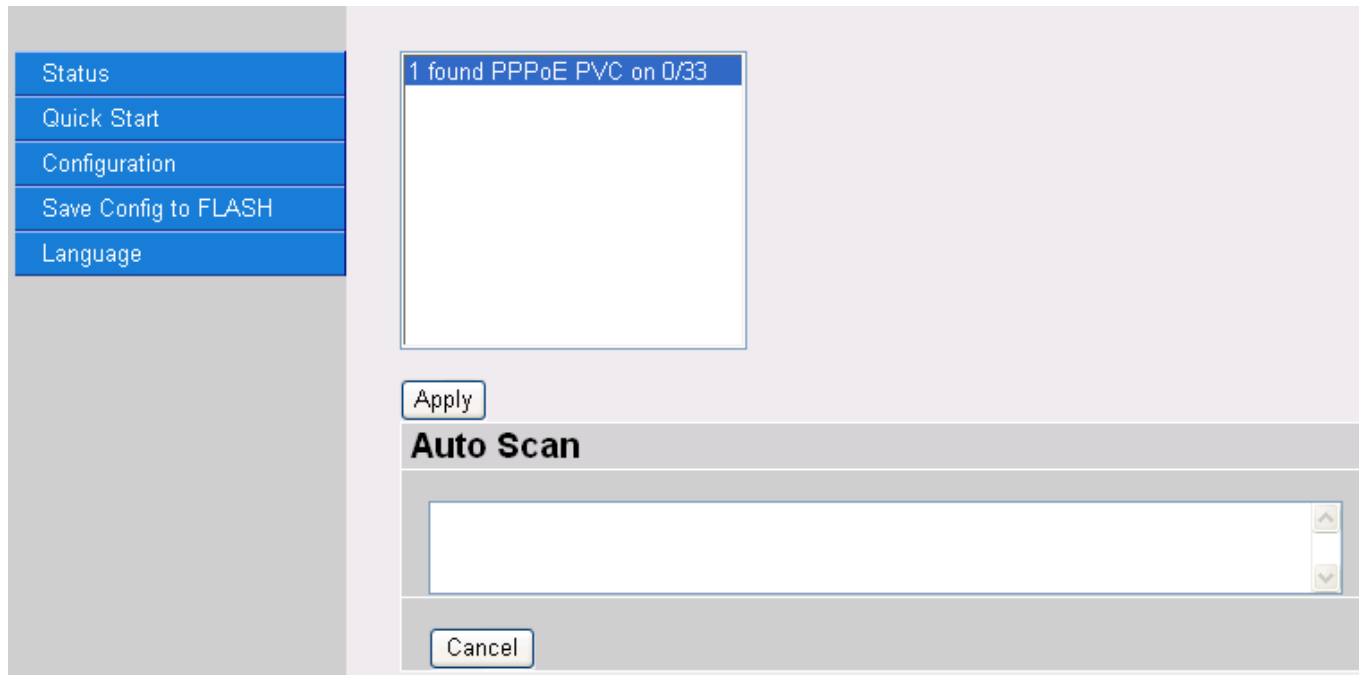 Status
Quick Start
Configuration
Save Config to FLASH
Language
1 found PPPoE PVC on 0/33
Apply
Auto Scan
Cancel